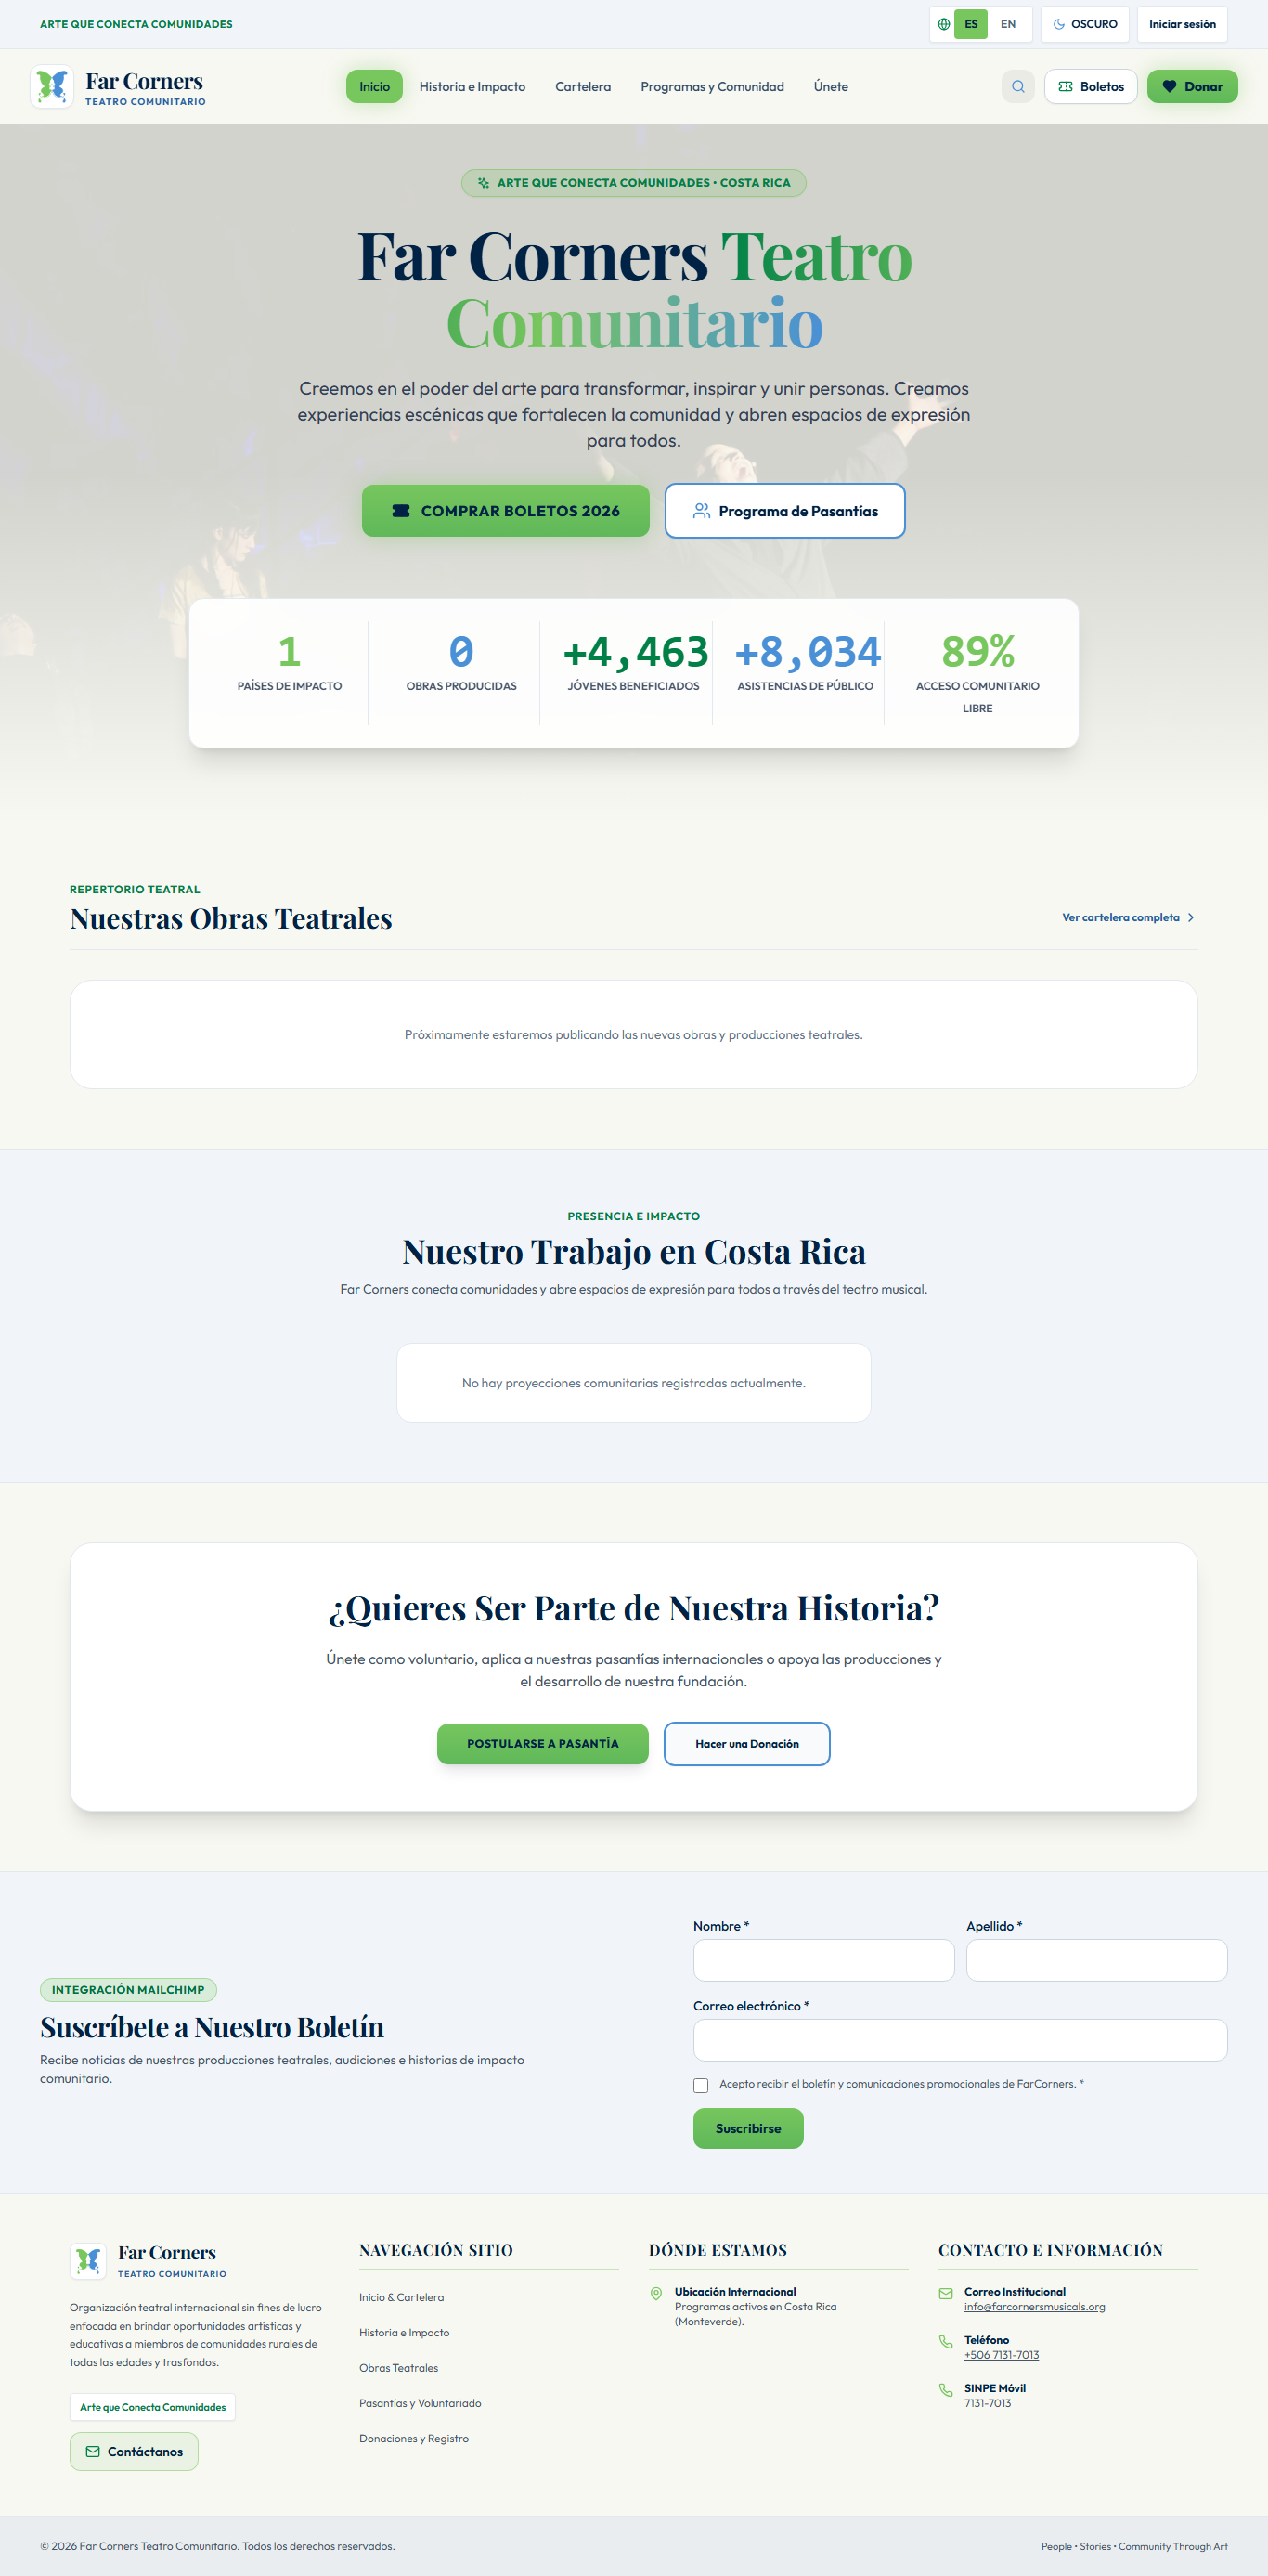 ARTE QUE CONECTA COMUNIDADES
ES
EN
OSCURO
Iniciar sesión
Far Corners
TEATRO COMUNITARIO
Inicio
Historia e Impacto
Cartelera
Programas y Comunidad
Únete
Boletos
Donar
ARTE QUE CONECTA COMUNIDADES • COSTA RICA
Far Corners Teatro
Comunitario
Creemos en el poder del arte para transformar, inspirar y unir personas. Creamos
experiencias escénicas que fortalecen la comunidad y abren espacios de expresión
para todos.
COMPRAR BOLETOS 2026
Programa de Pasantías
1
PAÍSES DE IMPACTO
0
OBRAS PRODUCIDAS
+4,463
JÓVENES BENEFICIADOS
+8,034
ASISTENCIAS DE PÚBLICO
89%
ACCESO COMUNITARIO
LIBRE
REPERTORIO TEATRAL
Nuestras Obras Teatrales
Ver cartelera completa
Próximamente estaremos publicando las nuevas obras y producciones teatrales.
PRESENCIA E IMPACTO
Nuestro Trabajo en Costa Rica
Far Corners conecta comunidades y abre espacios de expresión para todos a través del teatro musical.
No hay proyecciones comunitarias registradas actualmente.
¿Quieres Ser Parte de Nuestra Historia?
Únete como voluntario, aplica a nuestras pasantías internacionales o apoya las producciones y
el desarrollo de nuestra fundación.
POSTULARSE A PASANTÍA
Hacer una Donación
INTEGRACIÓN MAILCHIMP
Suscríbete a Nuestro Boletín
Recibe noticias de nuestras producciones teatrales, audiciones e historias de impacto
comunitario.
Nombre *
Apellido *
Correo electrónico *
Acepto recibir el boletín y comunicaciones promocionales de FarCorners. *
Suscribirse
Far Corners
TEATRO COMUNITARIO
Organización teatral internacional sin fines de lucro
enfocada en brindar oportunidades artísticas y
educativas a miembros de comunidades rurales de
todas las edades y trasfondos.
Arte que Conecta Comunidades
Contáctanos
NAVEGACIÓN SITIO
Inicio & Cartelera
Historia e Impacto
Obras Teatrales
Pasantías y Voluntariado
Donaciones y Registro
DÓNDE ESTAMOS
Ubicación Internacional
Programas activos en Costa Rica
(Monteverde).
CONTACTO E INFORMACIÓN
Correo Institucional
info@farcornersmusicals.org
Teléfono
+506 7131-7013
SINPE Móvil
7131-7013
© 2026 Far Corners Teatro Comunitario. Todos los derechos reservados.
People • Stories • Community Through Art